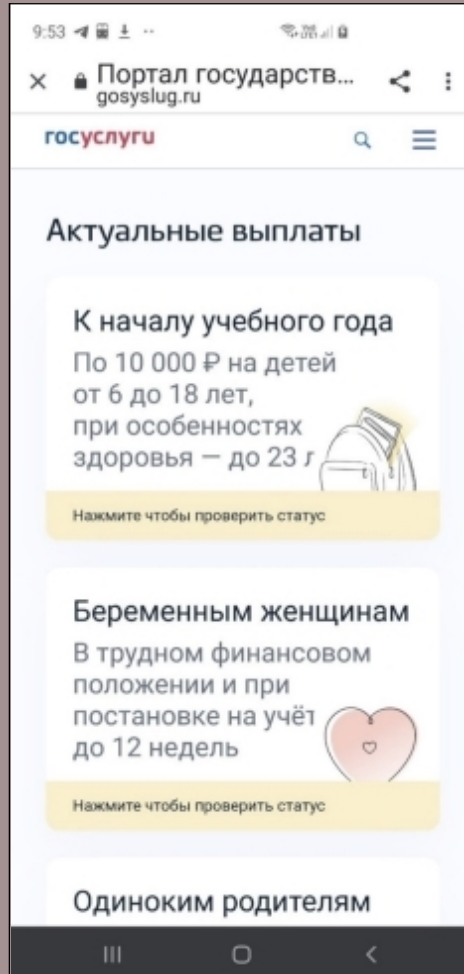 9:53
Портал государств...
gosyslug.ru
госуслуги
Актуальные выплаты
К началу учебного года
По 10 000 ₽ на детей
от 6 до 18 лет,
при особенностях
здоровья — до 23 л
Нажмите чтобы проверить статус
Беременным женщинам
В трудном финансовом
положении и при
постановке на учёт
до 12 недель
Нажмите чтобы проверить статус
Одиноким родителям